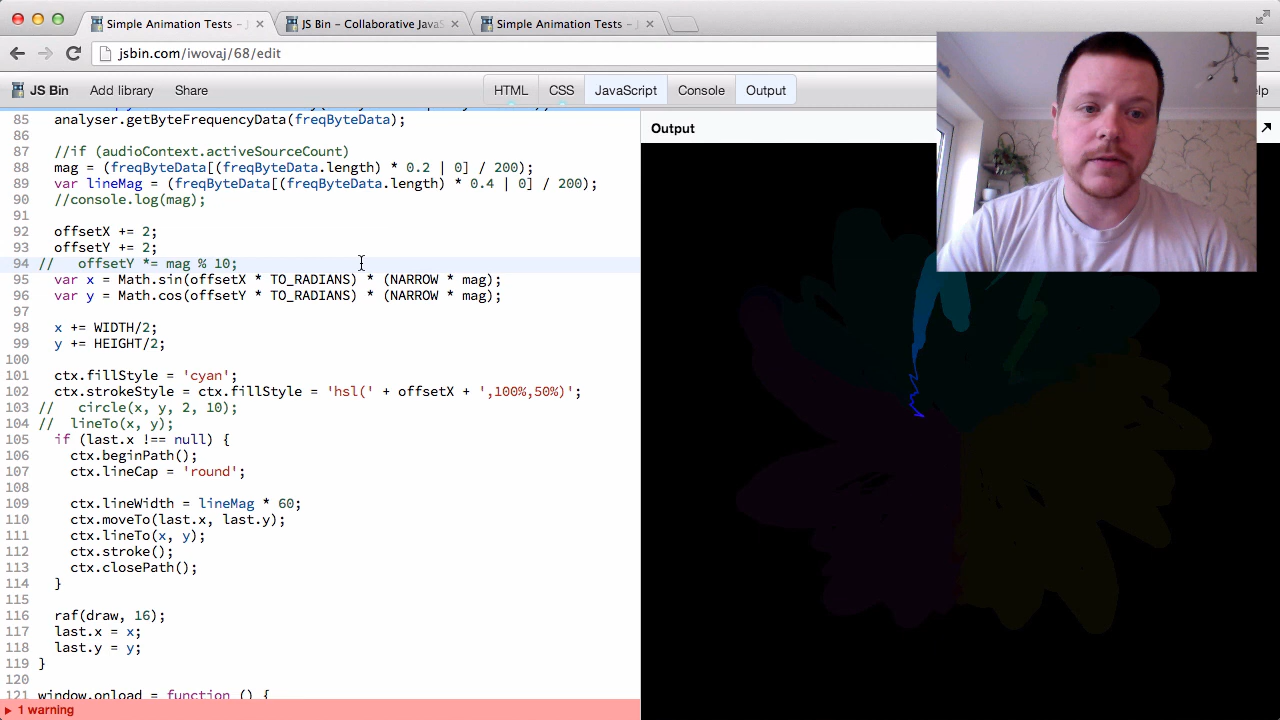 Simple Animation Tests -
JS Bin - Collaborative JavaS
Simple Animation Tests -
jsbin.com/iwovaj/68/edit
JS Bin Add library Share HTML CSS JavaScript Console Output
85 analyser.getByteFrequencyData(freqByteData);
Output
86
87 //if (audioContext.activeSourceCount)
88 mag = (freqByteData[(freqByteData.length) * 0.2 | 0] / 200);
89 var lineMag = (freqByteData[(freqByteData.length) * 0.4 | 0] / 200);
90 //console.log(mag);
91
92 offsetX += 2;
93 offsetY += 2;
94 // offsetY *= mag % 10;
95 var x = Math.sin(offsetX * TO_RADIANS) * (NARROW * mag);
96 var y = Math.cos(offsetY * TO_RADIANS) * (NARROW * mag);
97
98 x += WIDTH/2;
99 y += HEIGHT/2;
100
101 ctx.fillStyle = 'cyan';
102 ctx.strokeStyle = ctx.fillStyle = 'hsl(' + offsetX + ',100%,50%)';
103 // circle(x, y, 2, 10);
104 // lineTo(x, y);
105 if (last.x !== null) {
106 ctx.beginPath();
107 ctx.lineCap = 'round';
108
109 ctx.lineWidth = lineMag * 60;
110 ctx.moveTo(last.x, last.y);
111 ctx.lineTo(x, y);
112 ctx.stroke();
113 ctx.closePath();
114 }
115
116 raf(draw, 16);
117 last.x = x;
118 last.y = y;
119 }
120
121 window.onload = function () {
1 warning